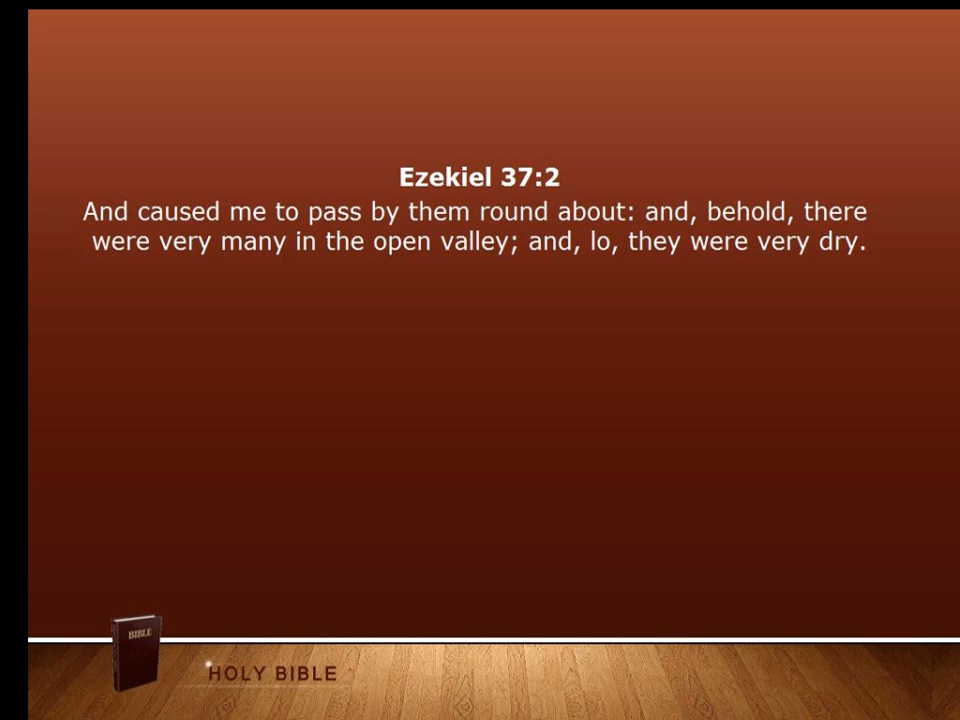 Ezekiel 37:2
And caused me to pass by them round about: and, behold, there
were very many in the open valley; and, lo, they were very dry.
BIBLE
HOLY BIBLE